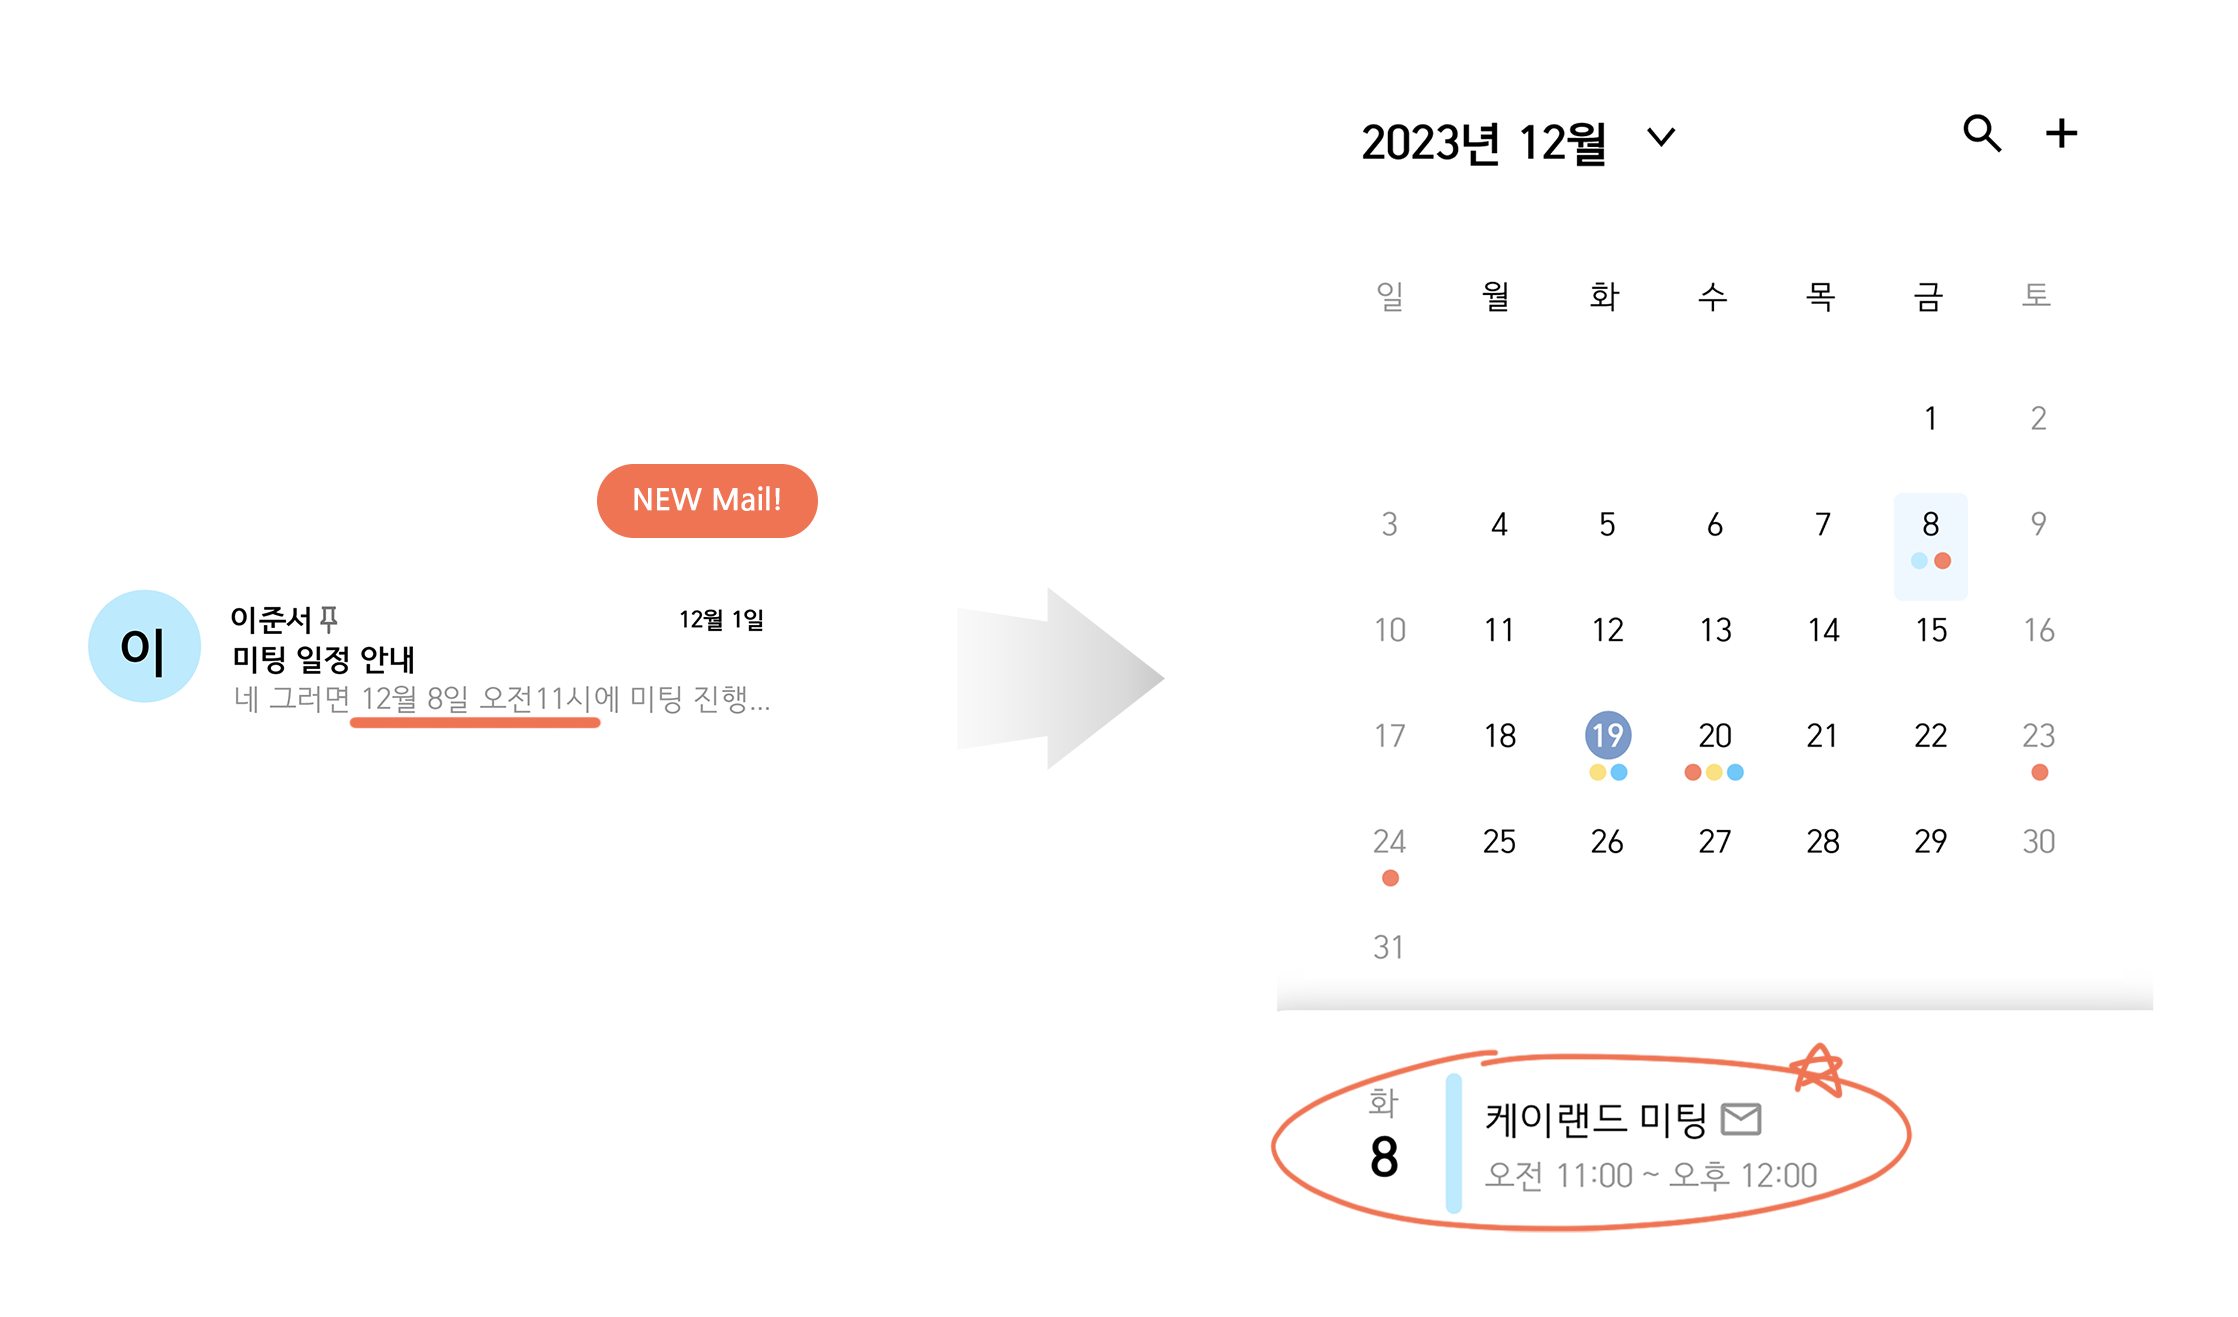 NEW Mail!
이
이준서
12월 1일
미팅 일정 안내
네 그러면 12월 8일 오전11시에 미팅 진행...
2023년 12월
일 월 화 수 목 금 토
1 2
3 4 5 6 7 8 9
10 11 12 13 14 15 16
17 18 19 20 21 22 23
24 25 26 27 28 29 30
31
화
8
케이랜드 미팅
오전 11:00 ~ 오후 12:00